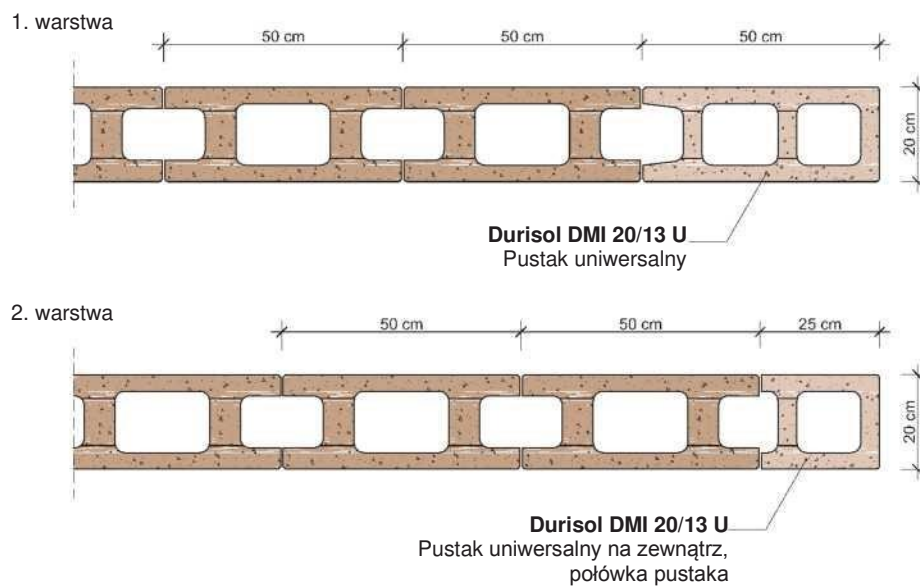 1. warstwa
50 cm
50 cm
50 cm
20 cm
Durisol DMI 20/13 U
Pustak uniwersalny
2. warstwa
50 cm
50 cm
25 cm
20 cm
Durisol DMI 20/13 U
Pustak uniwersalny na zewnątrz,
połówka pustaka